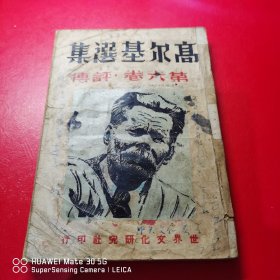 集選基尔高
傳評·卷六第
行印社究研化文界世
HUAWEI Mate 30 5G
SuperSensing Cine | LEICA